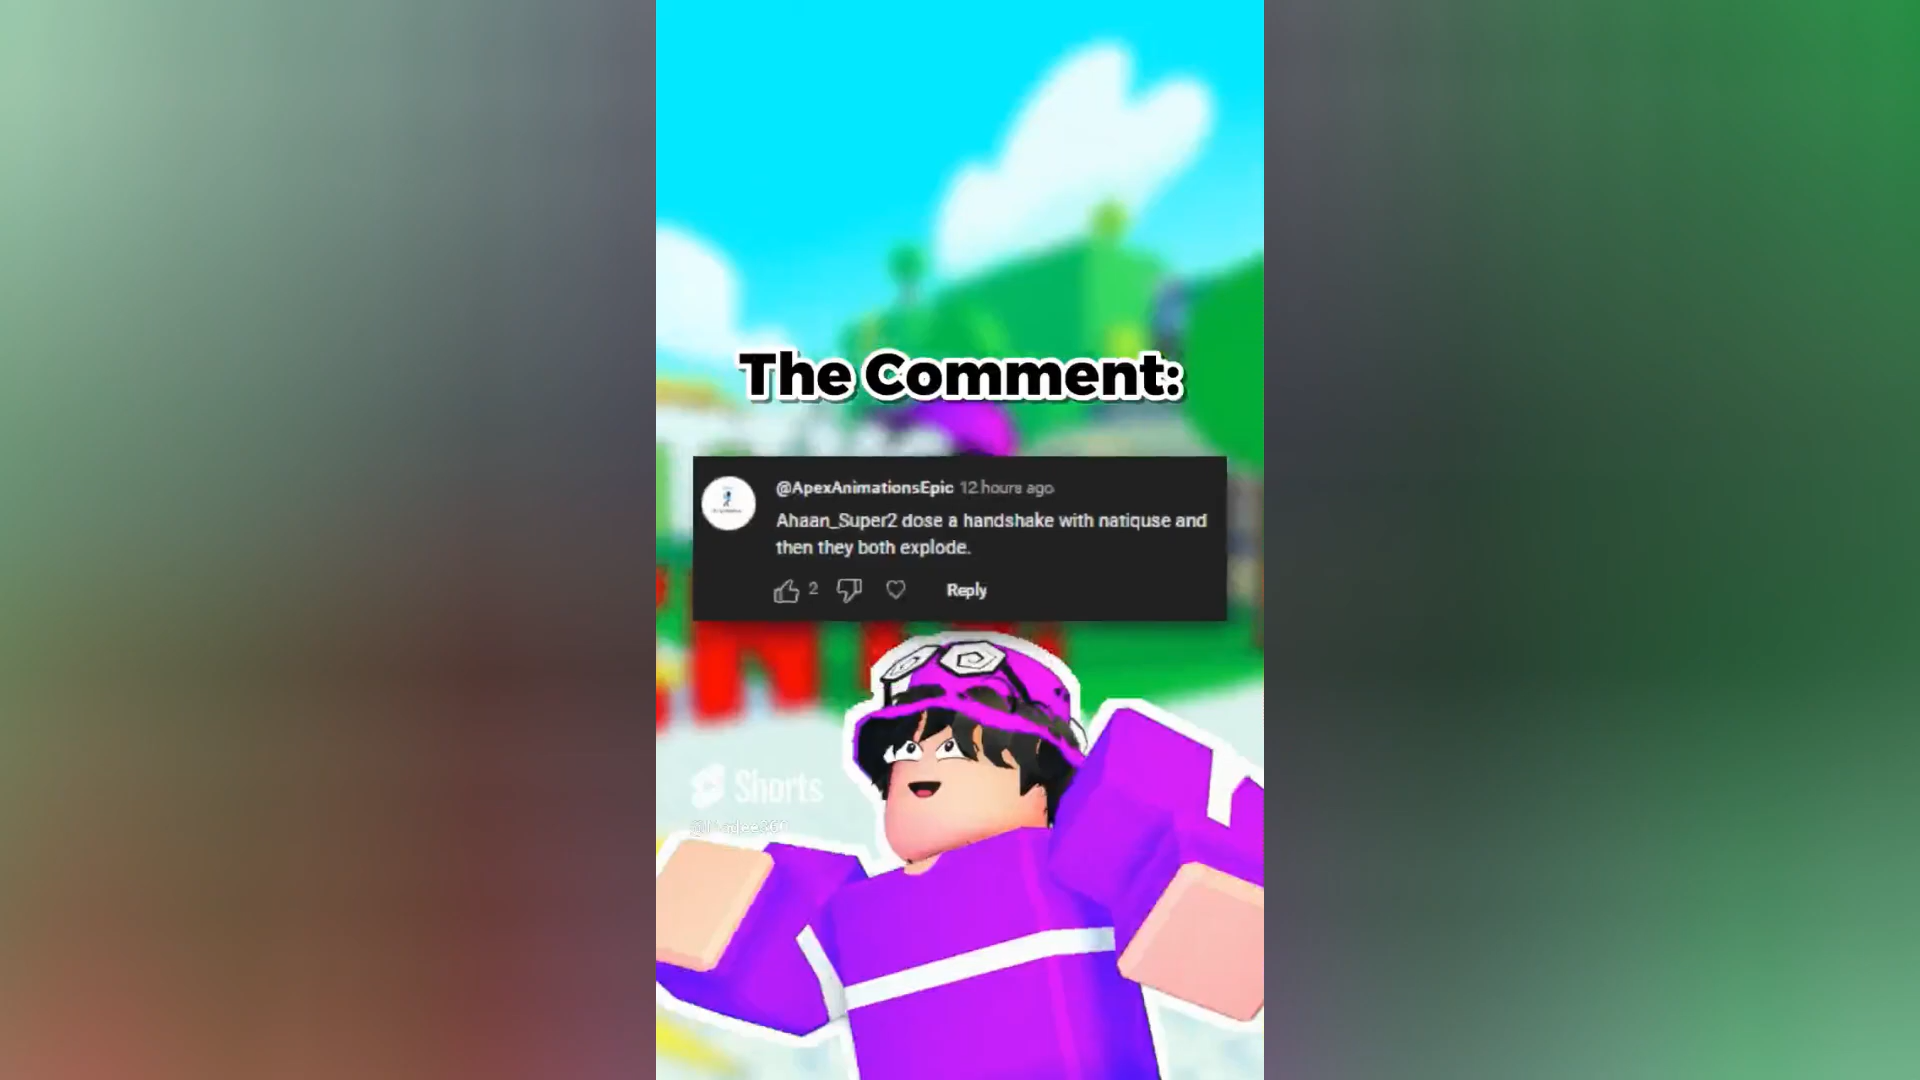 The Comment:
@ApexAnimationsEpic 12 hours ago
Ahaan_Super2 dose a handshake with natiquse and
then they both explode.
2 Reply
Shorts